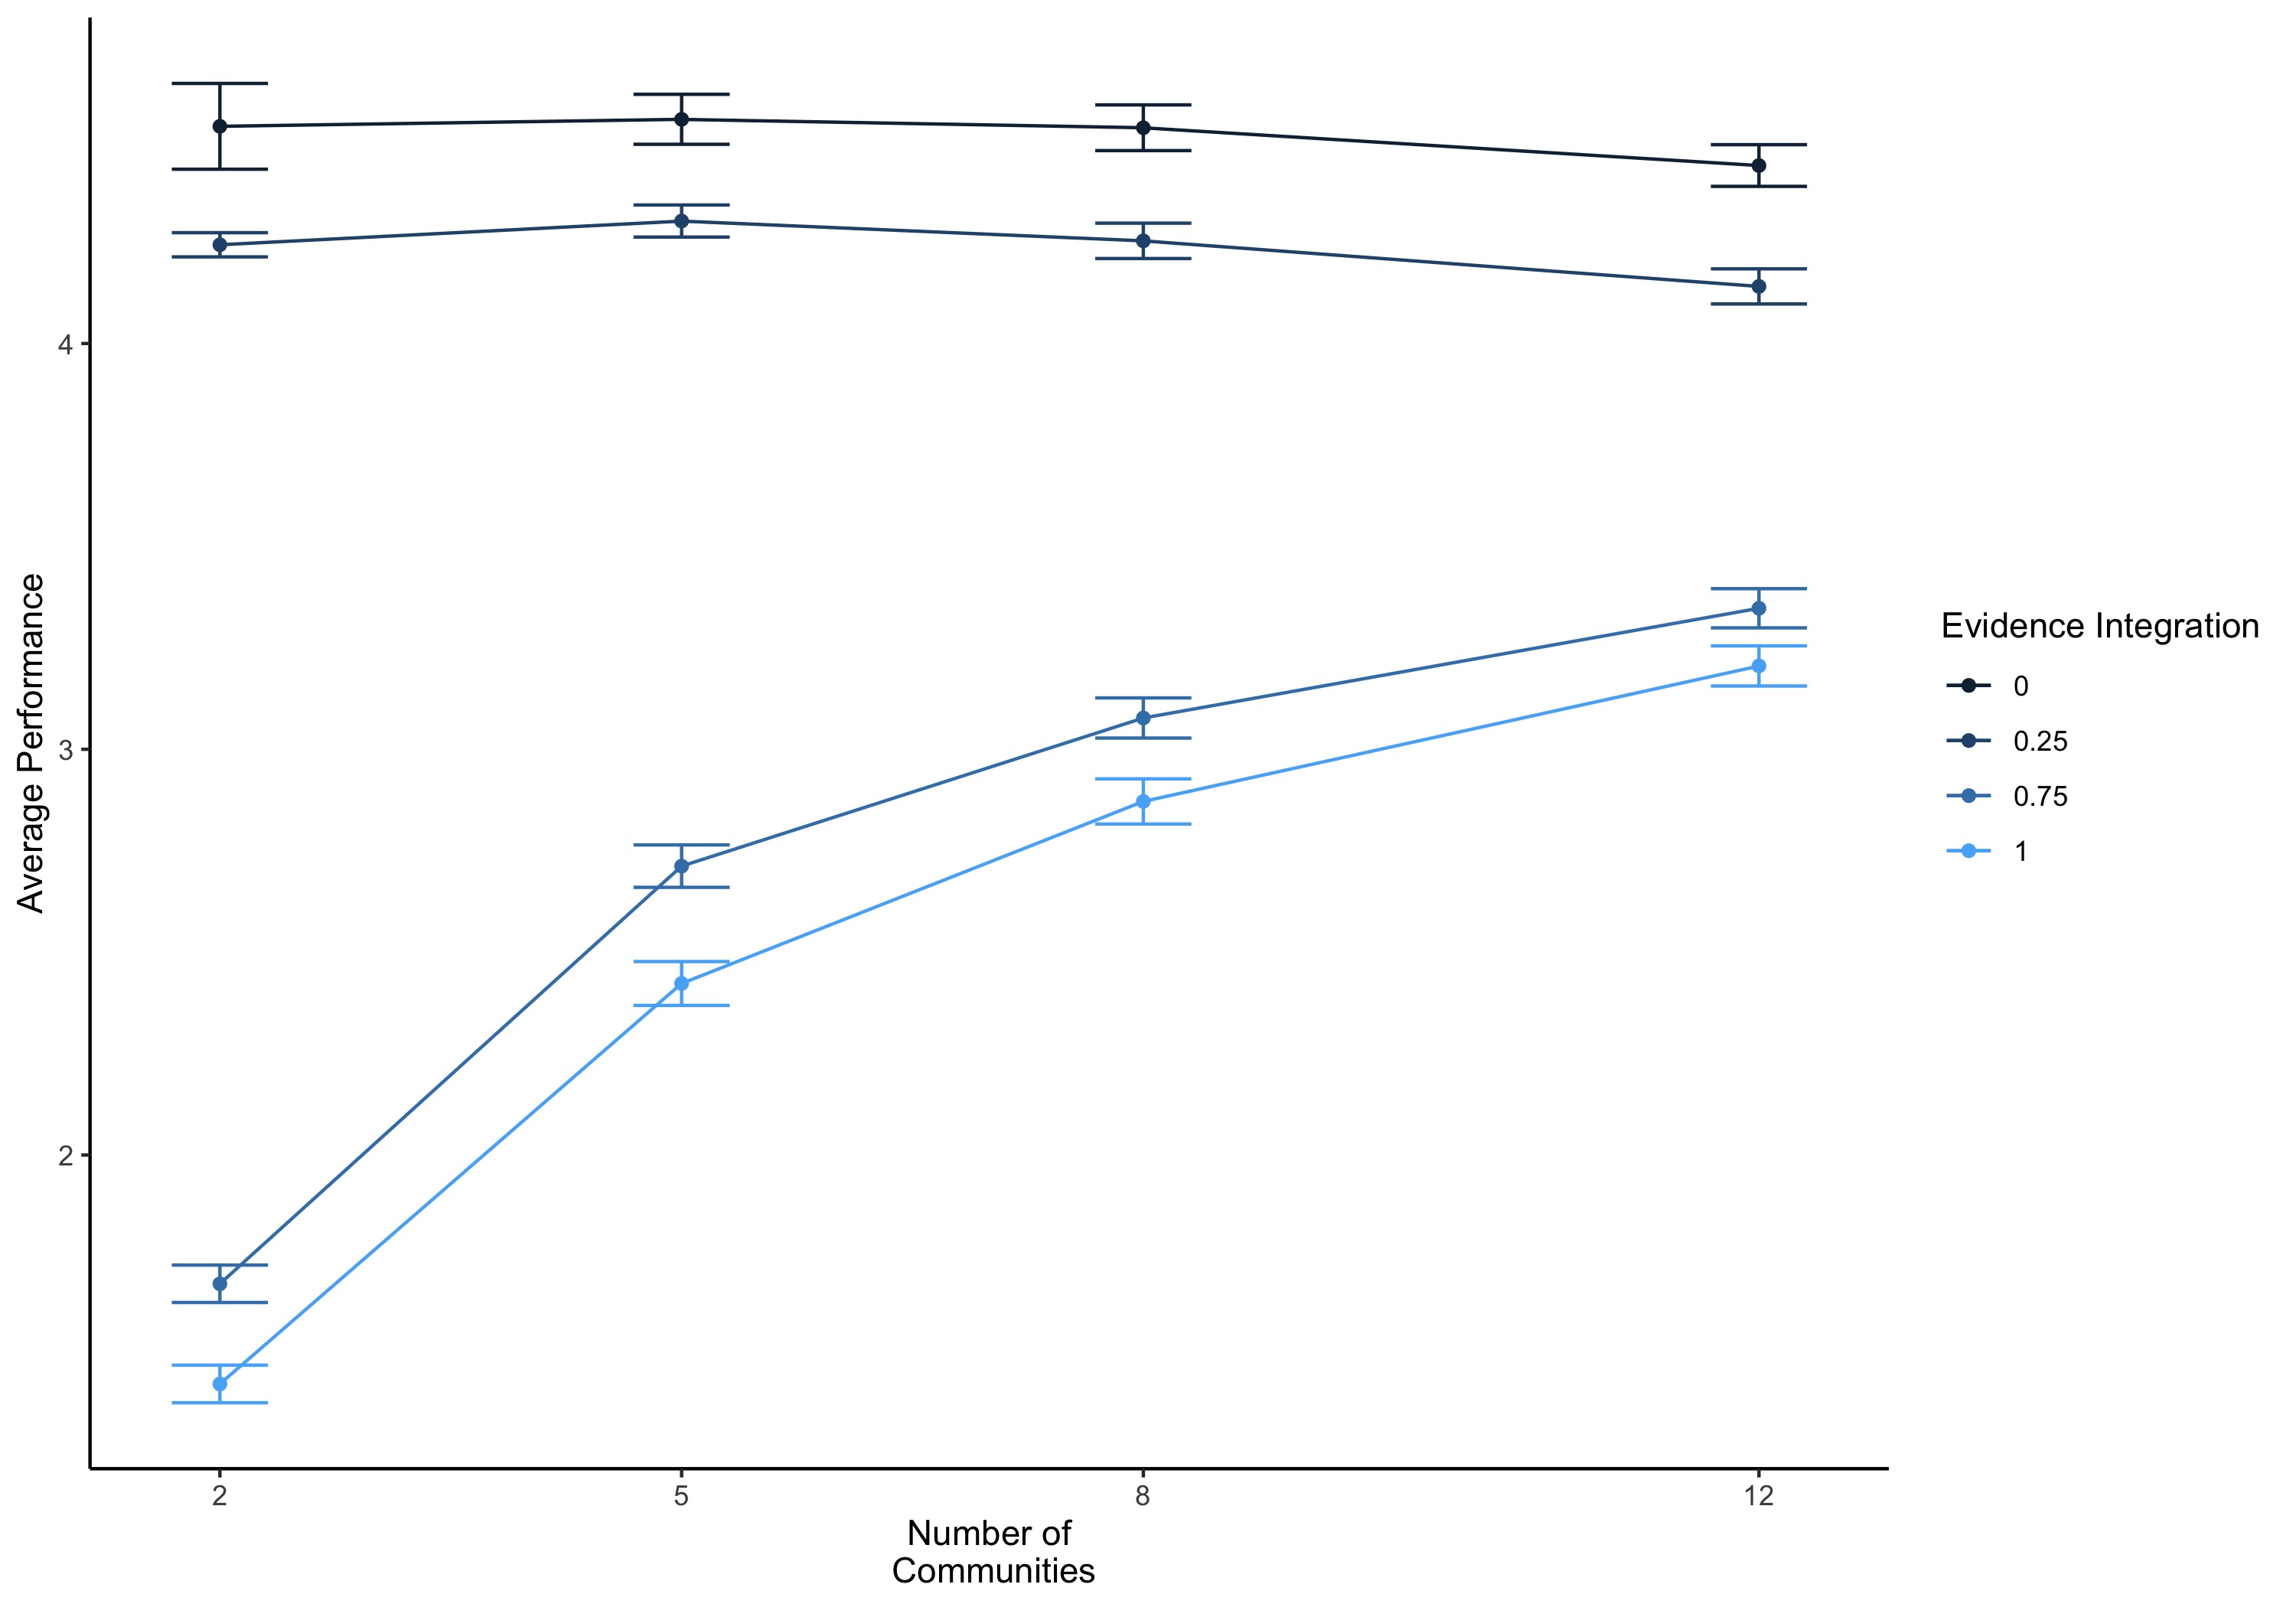 Average Performance
4
3
2
2
5
8
12
Number of
Communities
Evidence Integration
0
0.25
0.75
1